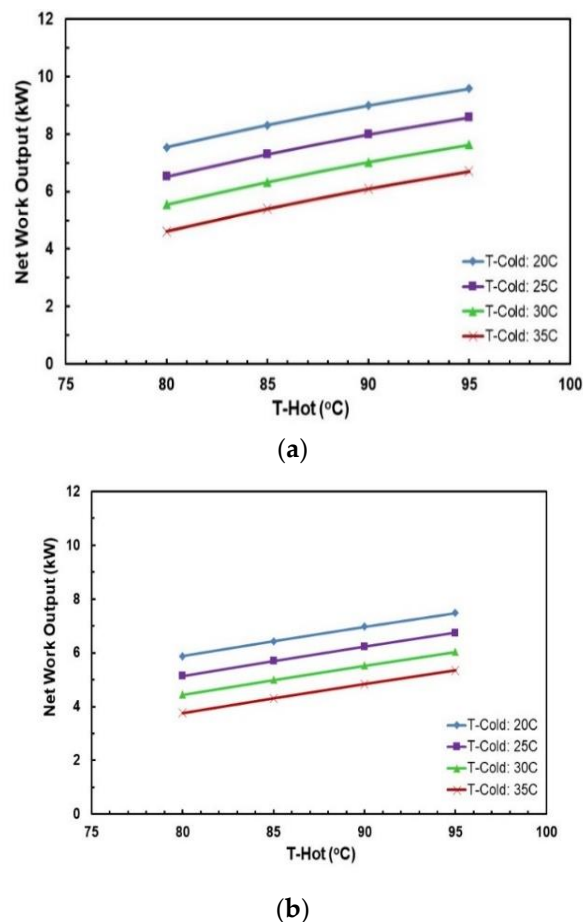 12
10
8
6
4
2
0
Net Work Output (kW)
T-Cold: 20C
T-Cold: 25C
T-Cold: 30C
T-Cold: 35C
75 80 85 90 95 100
T-Hot (°C)
(a)
12
10
8
6
4
2
0
Net Work Output (kW)
T-Cold: 20C
T-Cold: 25C
T-Cold: 30C
T-Cold: 35C
75 80 85 90 95 100
T-Hot (°C)
(b)